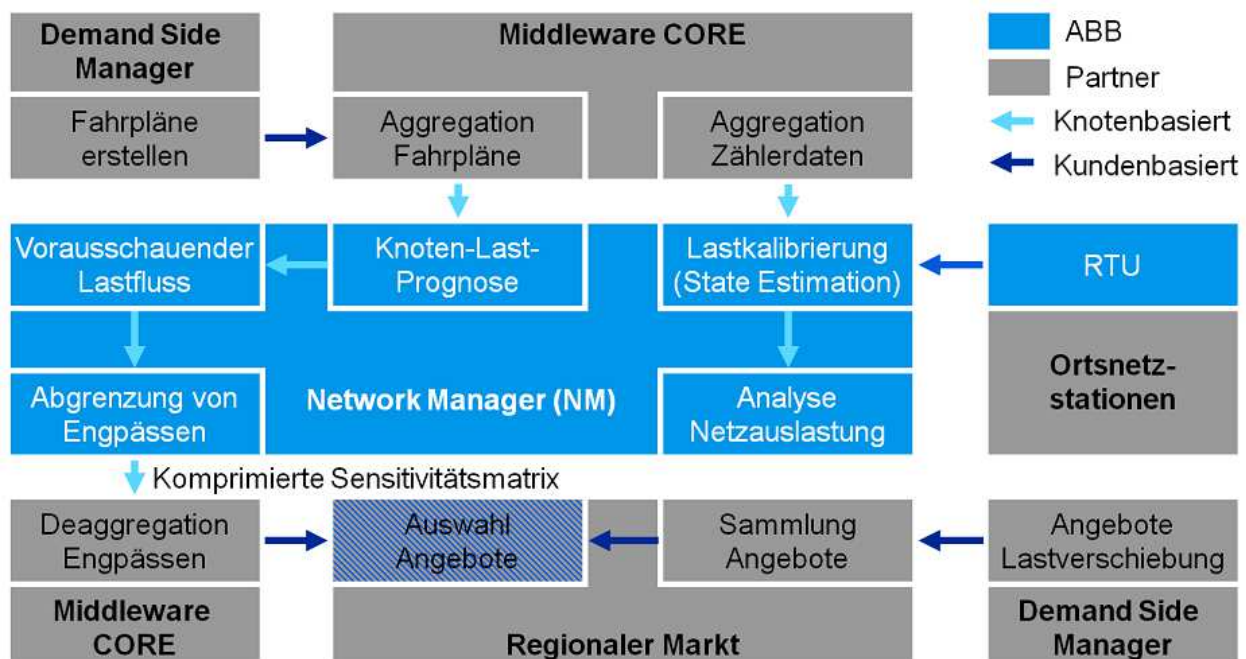 Demand Side
Manager
Middleware CORE
ABB
Partner
Knotenbasiert
Kundenbasiert
Fahrpläne
erstellen
Aggregation
Fahrpläne
Aggregation
Zählerdaten
Vorausschauender
Lastfluss
Knoten-Last-
Prognose
Lastkalibrierung
(State Estimation)
RTU
Ortsnetz-
stationen
Abgrenzung von
Engpässen
Network Manager (NM)
Analyse
Netzauslastung
Komprimierte Sensitivitätsmatrix
Deaggregation
Engpässen
Auswahl
Angebote
Sammlung
Angebote
Angebote
Lastverschiebung
Middleware
CORE
Regionaler Markt
Demand Side
Manager